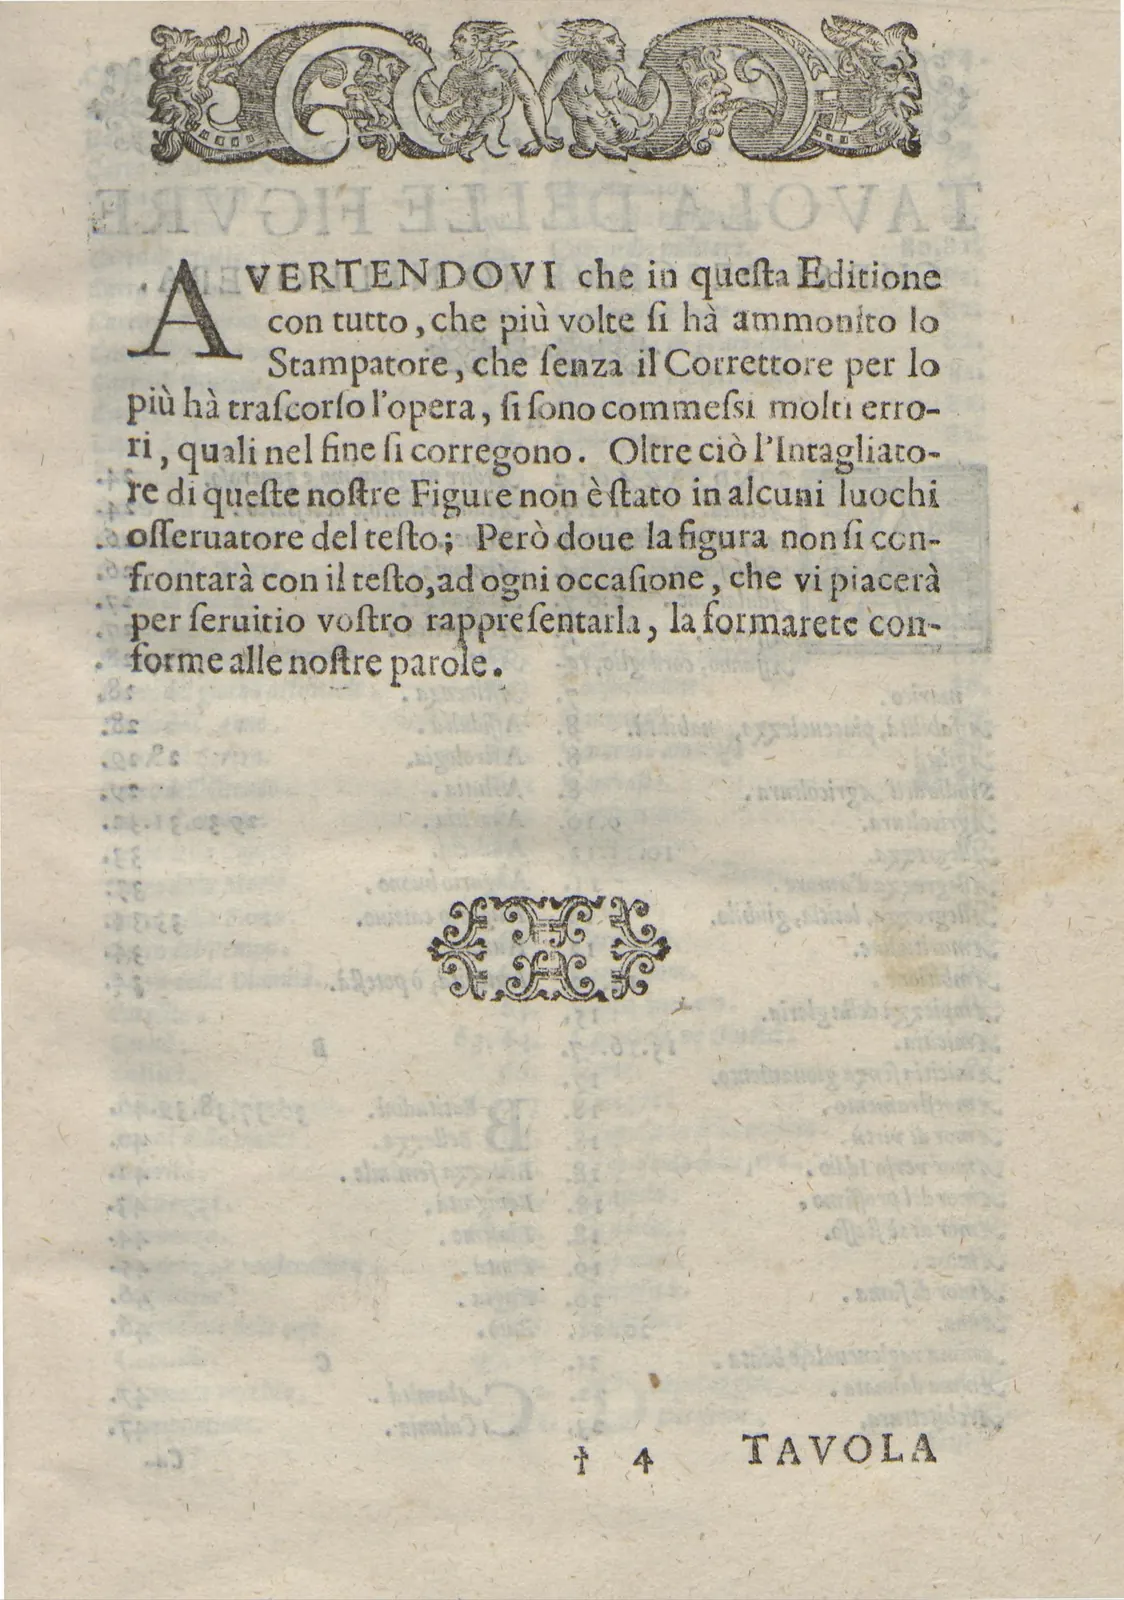 AVERTENDOVI che in queſta Editione
con tutto, che più volte ſi hà ammonito lo
Stampatore, che ſenza il Correttore per lo
più hà traſcorſo l'opera, ſi ſono commeſsi molti erro-
ri, quali nel fine ſi corregono. Oltre ciò l'Intagliato-
re di queſte noſtre Figure non è ſtato in alcuni luochi
oſſeruatore del teſto; Però doue la figura non ſi con-
frontarà con il teſto, ad ogni occaſione, che vi piacerà
per ſeruitio voſtro rappreſentarla, la formarete con-
forme alle noſtre parole.
† 4 TAVOLA